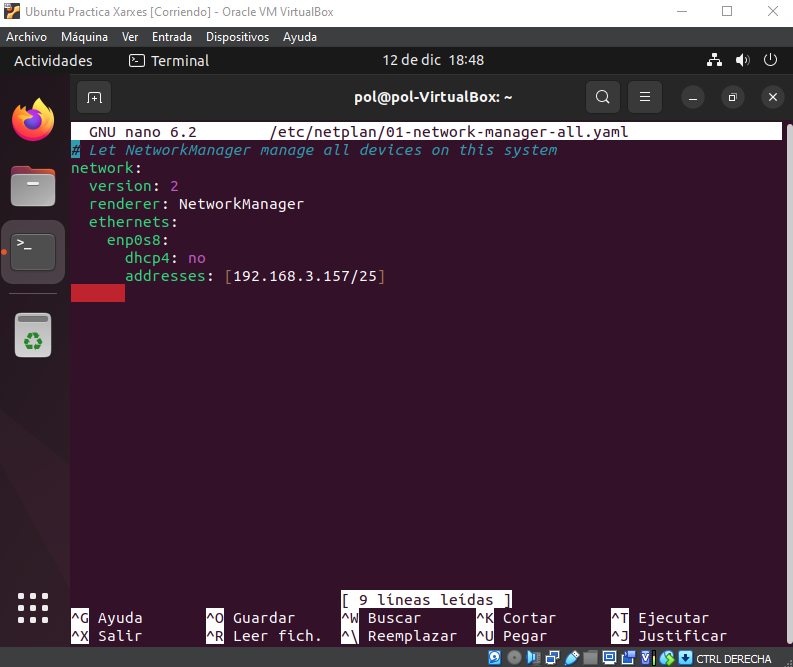 Ubuntu Practica Xarxes [Corriendo] - Oracle VM VirtualBox
Archivo Máquina Ver Entrada Dispositivos Ayuda
Actividades Terminal 12 de dic 18:48
pol@pol-VirtualBox: ~
GNU nano 6.2 /etc/netplan/01-network-manager-all.yaml
# Let NetworkManager manage all devices on this system
network:
  version: 2
  renderer: NetworkManager
  ethernets:
    enp0s8:
      dhcp4: no
      addresses: [192.168.3.157/25]
[ 9 líneas leídas ]
^G Ayuda ^O Guardar ^W Buscar ^K Cortar ^T Ejecutar
^X Salir ^R Leer fich. ^\ Reemplazar ^U Pegar ^J Justificar
CTRL DERECHA